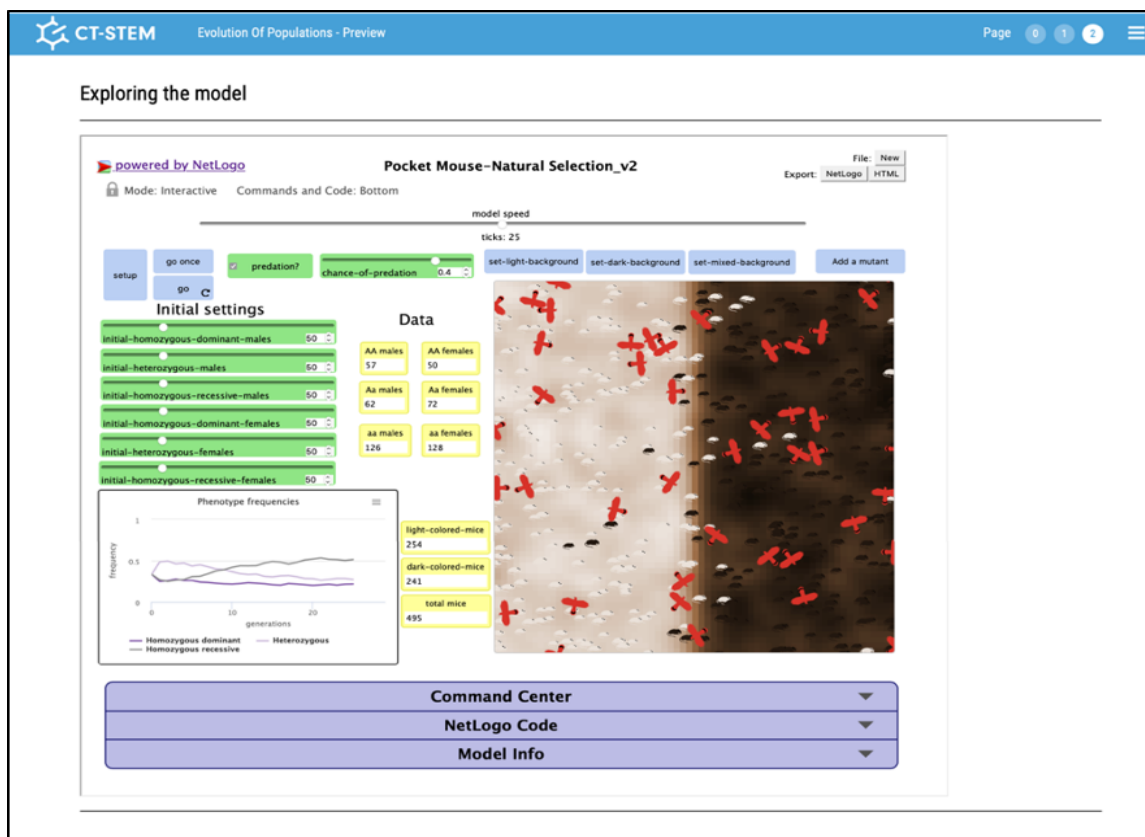 CT-STEM Evolution Of Populations - Preview Page 0 1 2
Exploring the model
powered by NetLogo
Pocket Mouse-Natural Selection_v2
File: New
Export: NetLogo HTML
Mode: Interactive Commands and Code: Bottom
model speed
ticks: 25
setup
go once
go
predation?
chance-of-predation 0.4
set-light-background
set-dark-background
set-mixed-background
Add a mutant
Initial settings
initial-homozygous-dominant-males 50
initial-heterozygous-males 50
initial-homozygous-recessive-males 50
initial-homozygous-dominant-females 50
initial-heterozygous-females 50
initial-homozygous-recessive-females 50
Data
AA males
57
AA females
50
Aa males
62
Aa females
72
aa males
126
aa females
128
Phenotype frequencies
1
0.5
0
frequency
0 10 20
generations
Homozygous dominant
Heterozygous
Homozygous recessive
light-colored-mice
254
dark-colored-mice
241
total mice
495
Command Center
NetLogo Code
Model Info